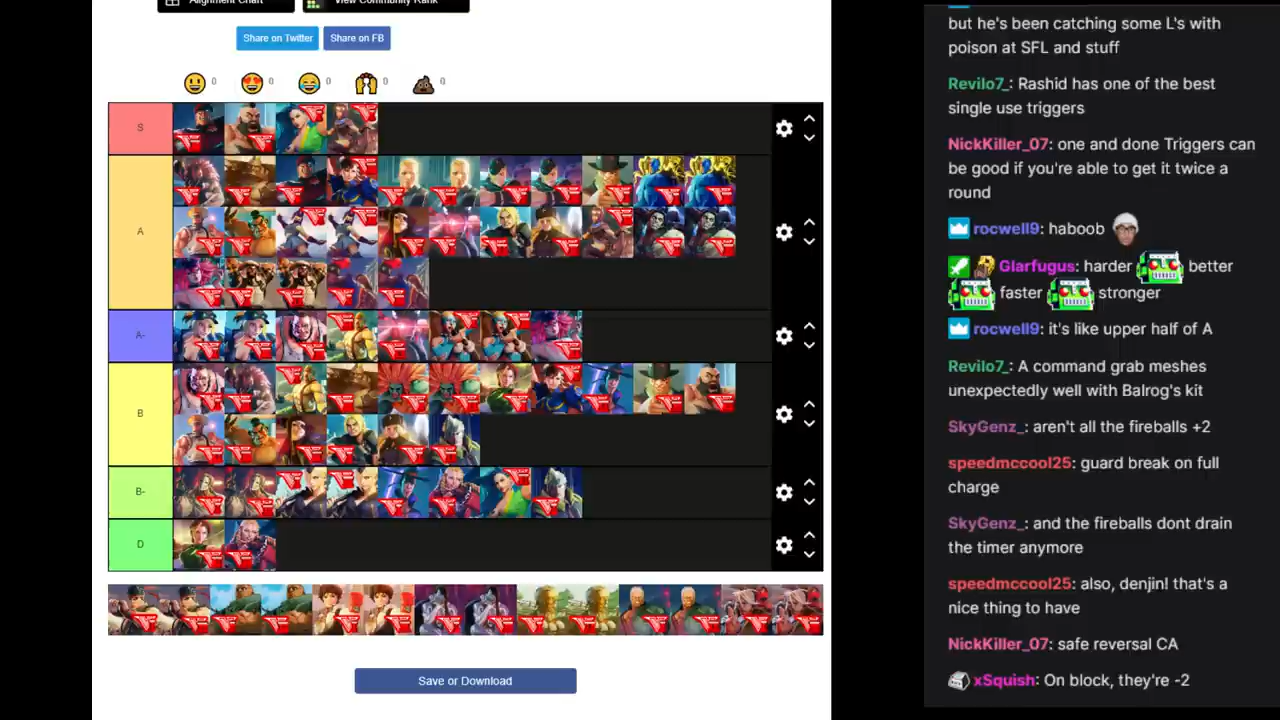 Alignment Chart
View Community Rank
Share on Twitter
Share on FB
0
0
0
0
0
S
A
A-
B
B-
D
Save or Download
but he's been catching some L's with
poison at SFL and stuff
Revilo7_: Rashid has one of the best
single use triggers
NickKiller_07: one and done Triggers can
be good if you're able to get it twice a
round
rocwell9: haboob
Glarfugus: harder better
faster stronger
rocwell9: it's like upper half of A
Revilo7_: A command grab meshes
unexpectedly well with Balrog's kit
SkyGenz_: aren't all the fireballs +2
speedmccool25: guard break on full
charge
SkyGenz_: and the fireballs dont drain
the timer anymore
speedmccool25: also, denjin! that's a
nice thing to have
NickKiller_07: safe reversal CA
xSquish: On block, they're -2